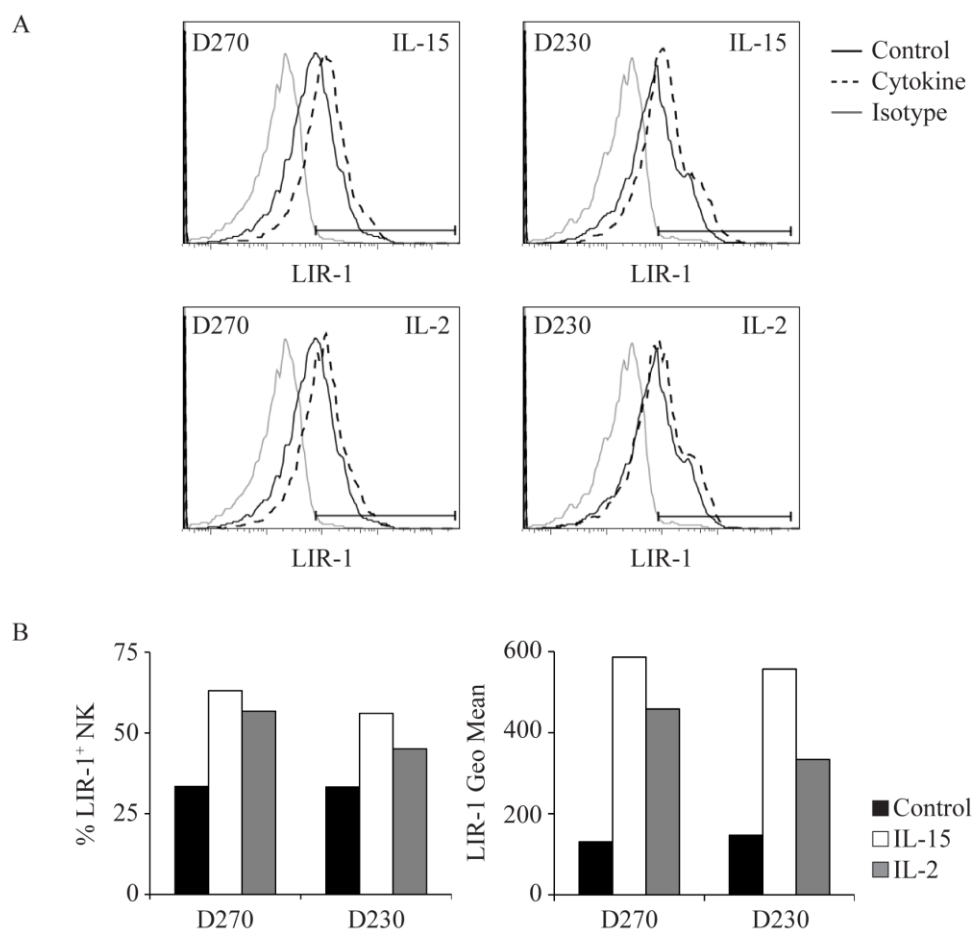 A
D270 IL-15
D230 IL-15
Control
Cytokine
Isotype
LIR-1
LIR-1
D270 IL-2
D230 IL-2
LIR-1
LIR-1
B
% LIR-1⁺ NK
75
50
25
0
D270 D230
LIR-1 Geo Mean
600
400
200
0
D270 D230
Control
IL-15
IL-2